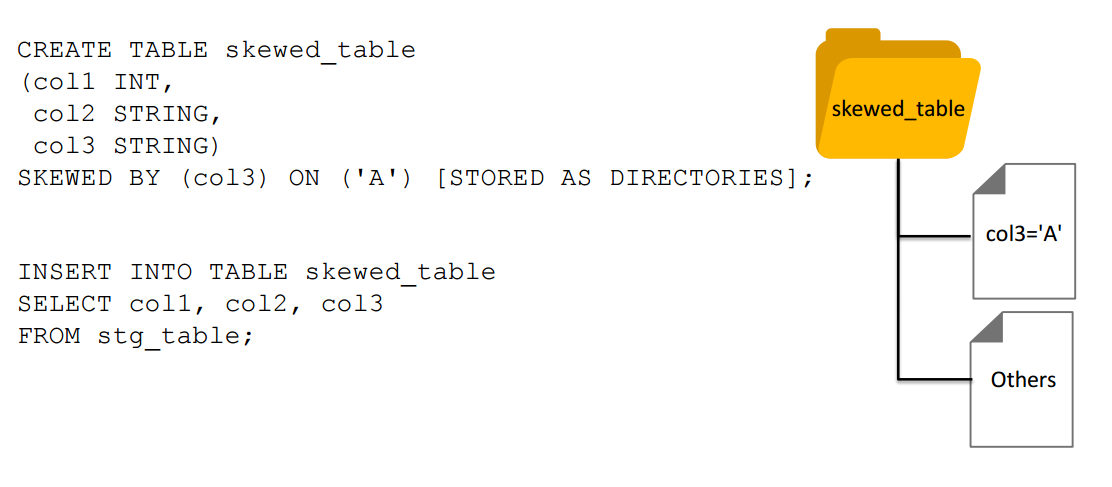 CREATE TABLE skewed_table
(col1 INT,
col2 STRING,
col3 STRING)
SKEWED BY (col3) ON ('A') [STORED AS DIRECTORIES];
INSERT INTO TABLE skewed_table
SELECT col1, col2, col3
FROM stg_table;
skewed_table
col3='A'
Others